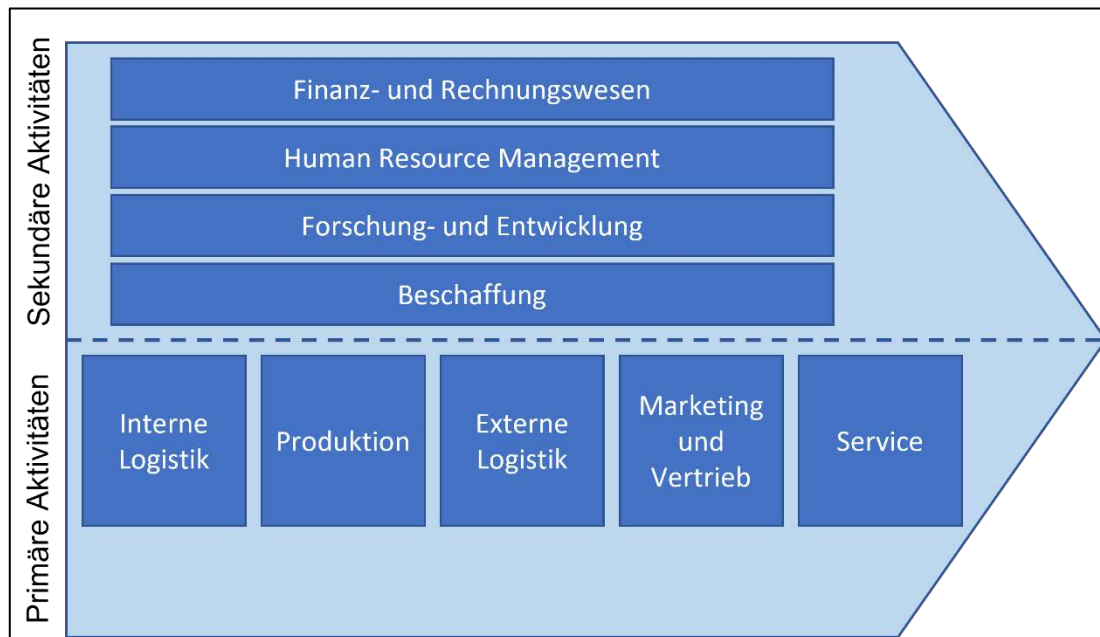 Sekundäre Aktivitäten
Finanz- und Rechnungswesen
Human Resource Management
Forschung- und Entwicklung
Beschaffung
Primäre Aktivitäten
Interne
Logistik
Produktion
Externe
Logistik
Marketing
und
Vertrieb
Service